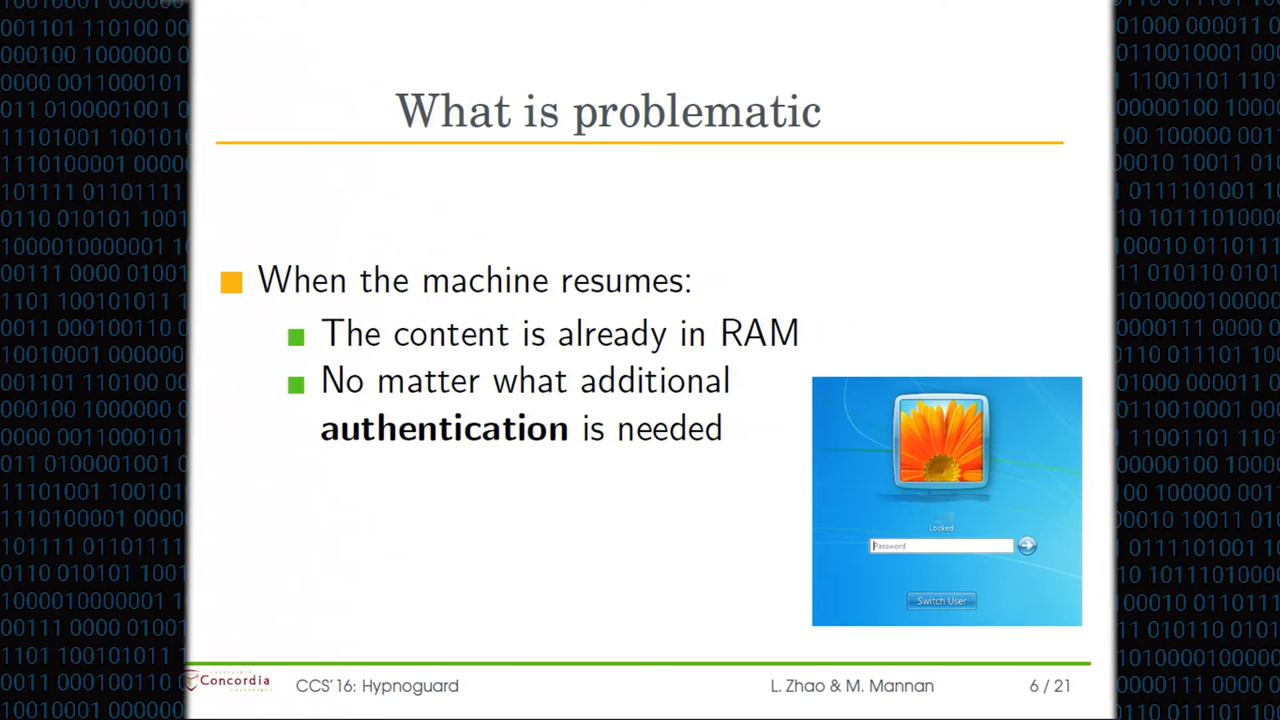 What is problematic
When the machine resumes:
The content is already in RAM
No matter what additional
authentication is needed
Locked
Password
Switch User
Concordia
CCS'16: Hypnoguard
L. Zhao & M. Mannan
6 / 21